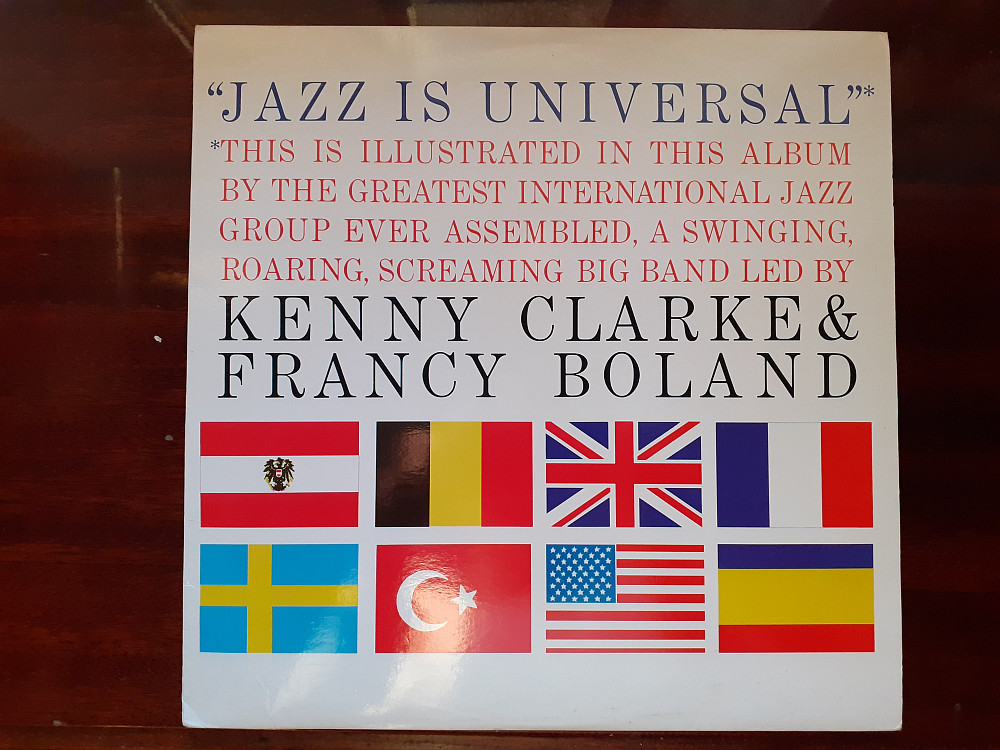 “JAZZ IS UNIVERSAL”*
*THIS IS ILLUSTRATED IN THIS ALBUM
BY THE GREATEST INTERNATIONAL JAZZ
GROUP EVER ASSEMBLED, A SWINGING,
ROARING, SCREAMING BIG BAND LED BY
KENNY CLARKE &
FRANCY BOLAND